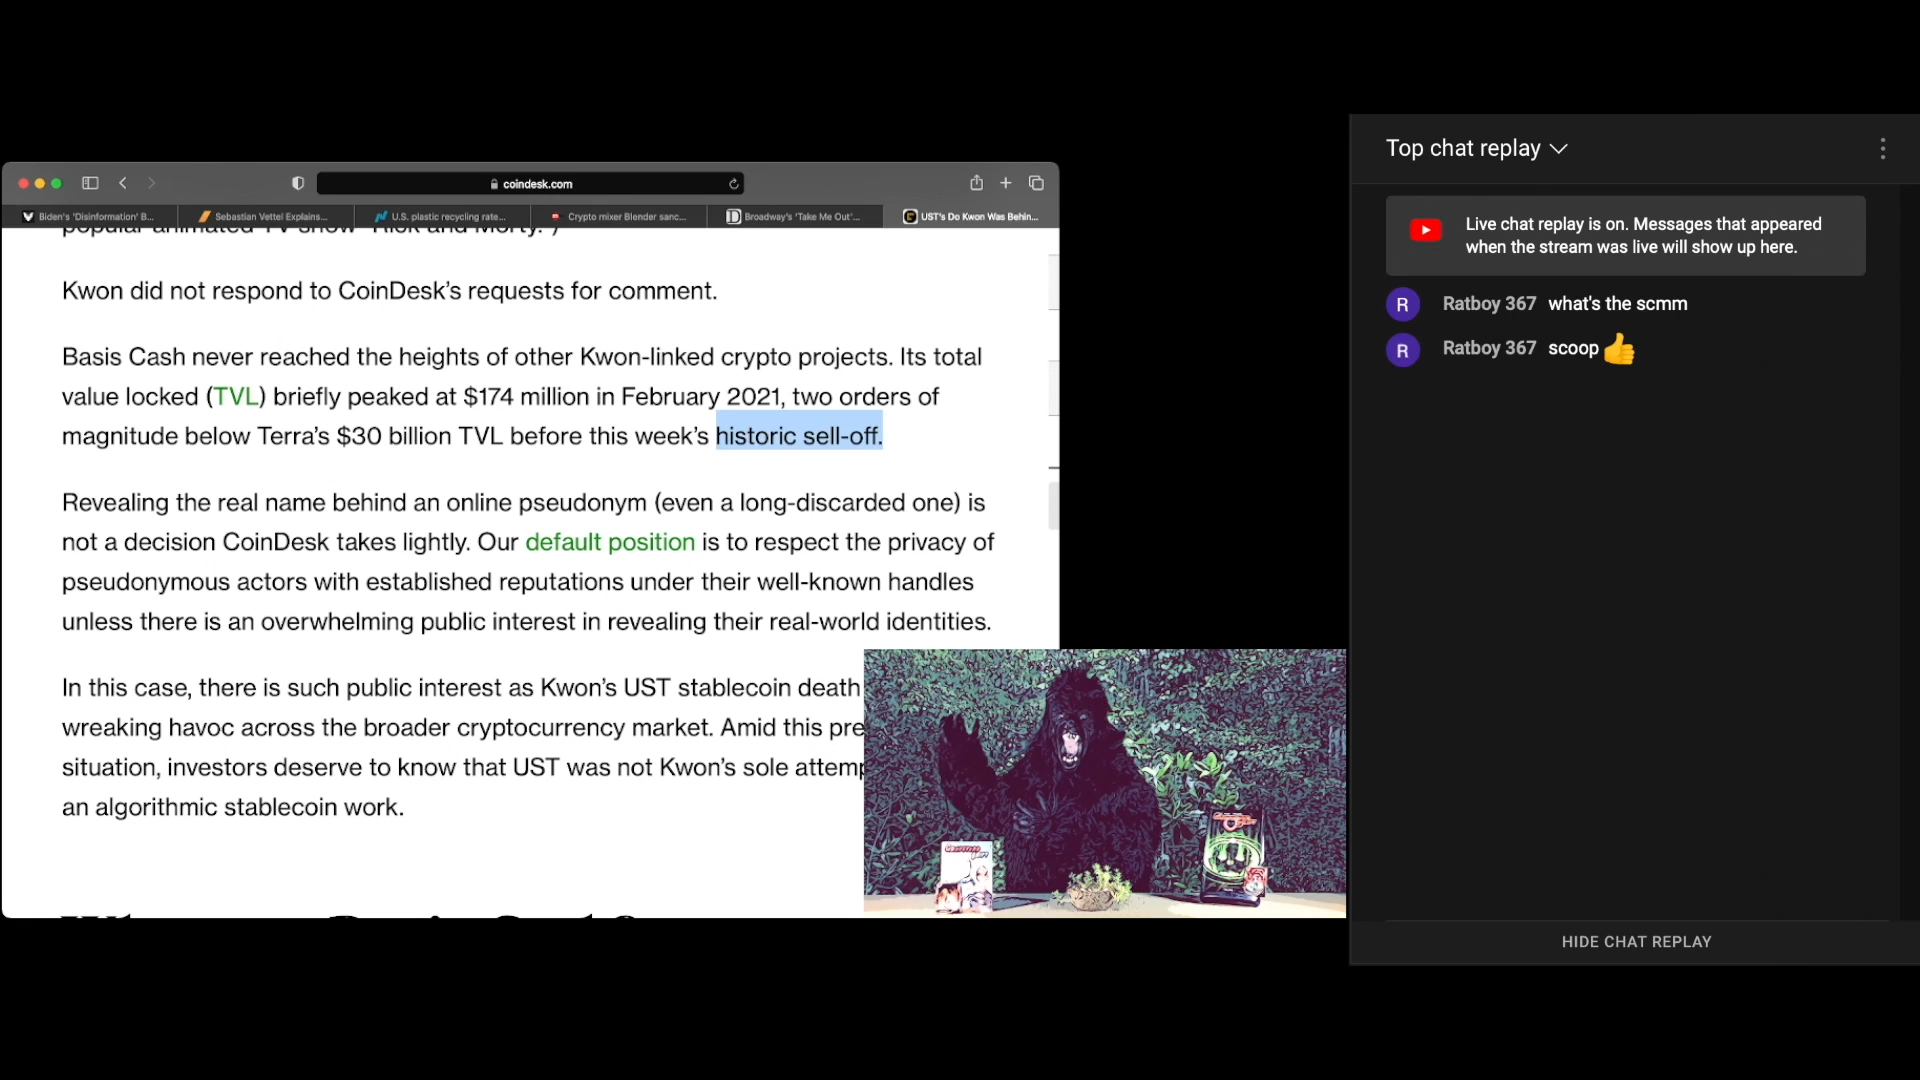 coindesk.com
Biden's 'Disinformation' B...
Sebastian Vettel Explains...
U.S. plastic recycling rate...
Crypto mixer Blender sanc...
Broadway's 'Take Me Out'...
UST's Do Kwon Was Behin...
popular animated TV show "Rick and Morty.")
Kwon did not respond to CoinDesk’s requests for comment.
Basis Cash never reached the heights of other Kwon-linked crypto projects. Its total
value locked (TVL) briefly peaked at $174 million in February 2021, two orders of
magnitude below Terra’s $30 billion TVL before this week’s historic sell-off.
Revealing the real name behind an online pseudonym (even a long-discarded one) is
not a decision CoinDesk takes lightly. Our default position is to respect the privacy of
pseudonymous actors with established reputations under their well-known handles
unless there is an overwhelming public interest in revealing their real-world identities.
In this case, there is such public interest as Kwon’s UST stablecoin death
wreaking havoc across the broader cryptocurrency market. Amid this pre
situation, investors deserve to know that UST was not Kwon’s sole attemp
an algorithmic stablecoin work.
Top chat replay
Live chat replay is on. Messages that appeared
when the stream was live will show up here.
R Ratboy 367 what's the scmm
R Ratboy 367 scoop 👍
HIDE CHAT REPLAY